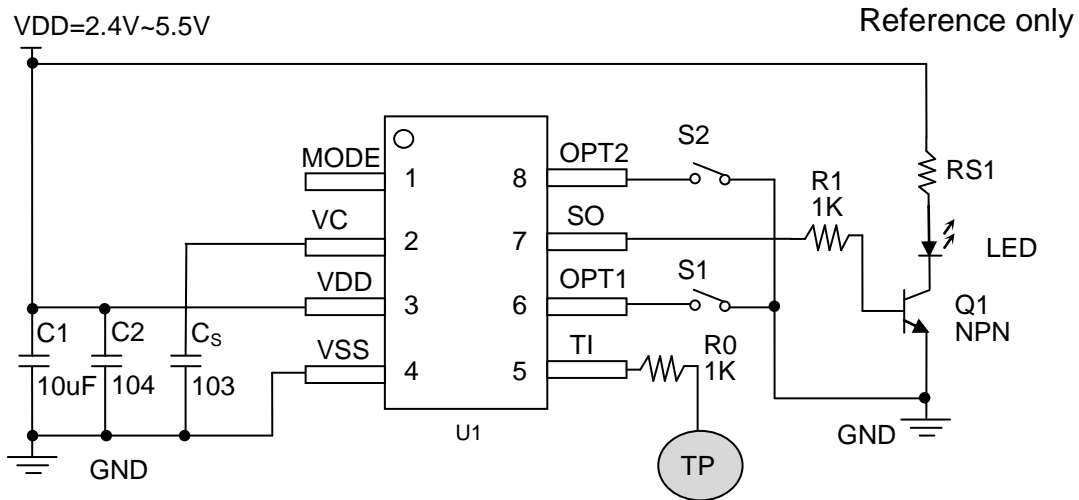 VDD=2.4V~5.5V
Reference only
MODE
1
8
OPT2
S2
VC
2
7
SO
R1
1K
RS1
LED
VDD
3
6
OPT1
S1
Q1
NPN
C1
10uF
C2
104
CS
103
VSS
4
5
TI
R0
1K
U1
GND
TP
GND